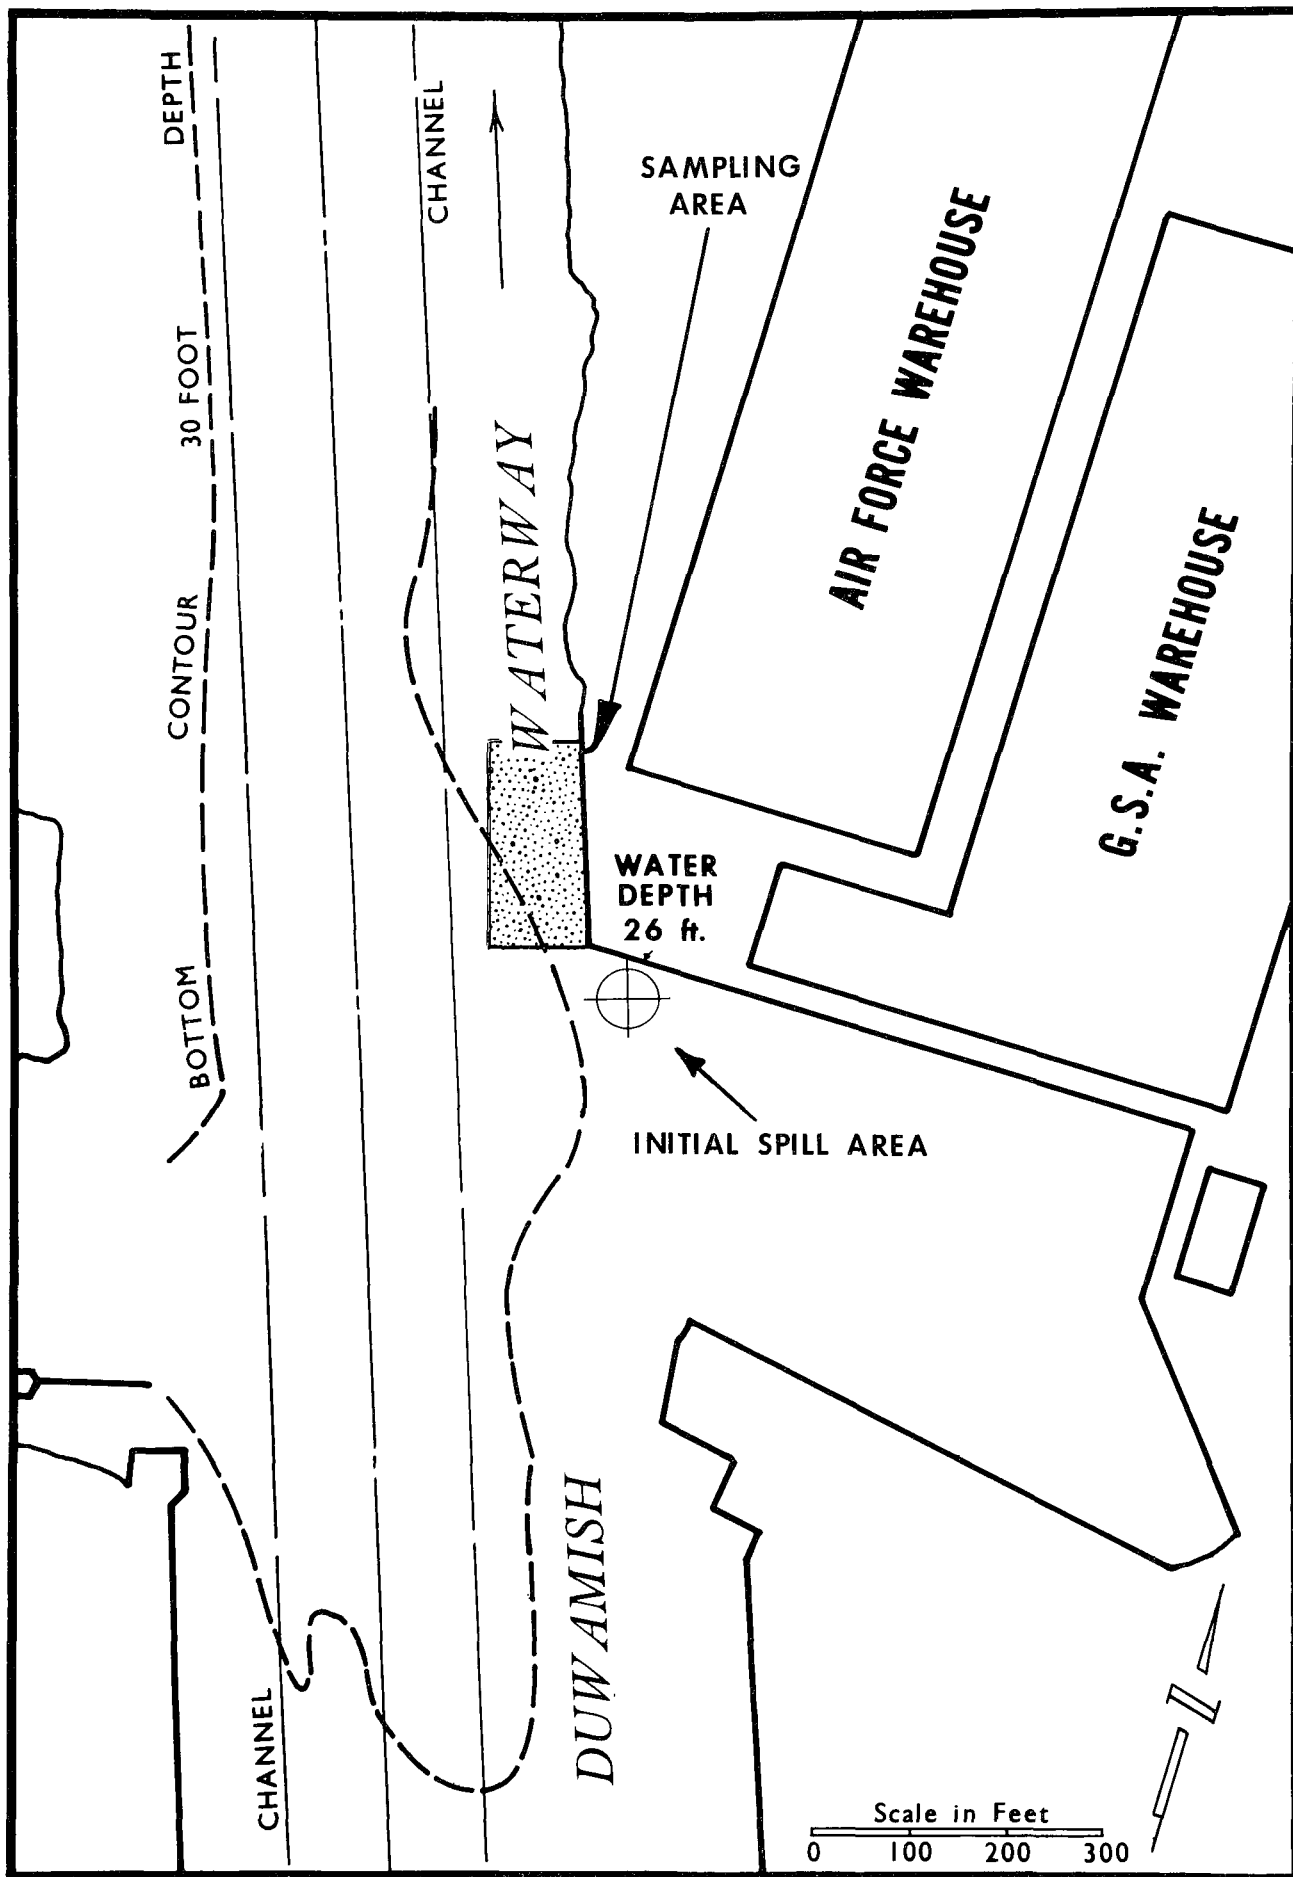 DEPTH
30 FOOT
CONTOUR
BOTTOM
CHANNEL
SAMPLING
AREA
AIR FORCE WAREHOUSE
G.S.A. WAREHOUSE
WATERWAY
WATER
DEPTH
26 ft.
INITIAL SPILL AREA
DUWAMISH
CHANNEL
N
Scale in Feet
0 100 200 300